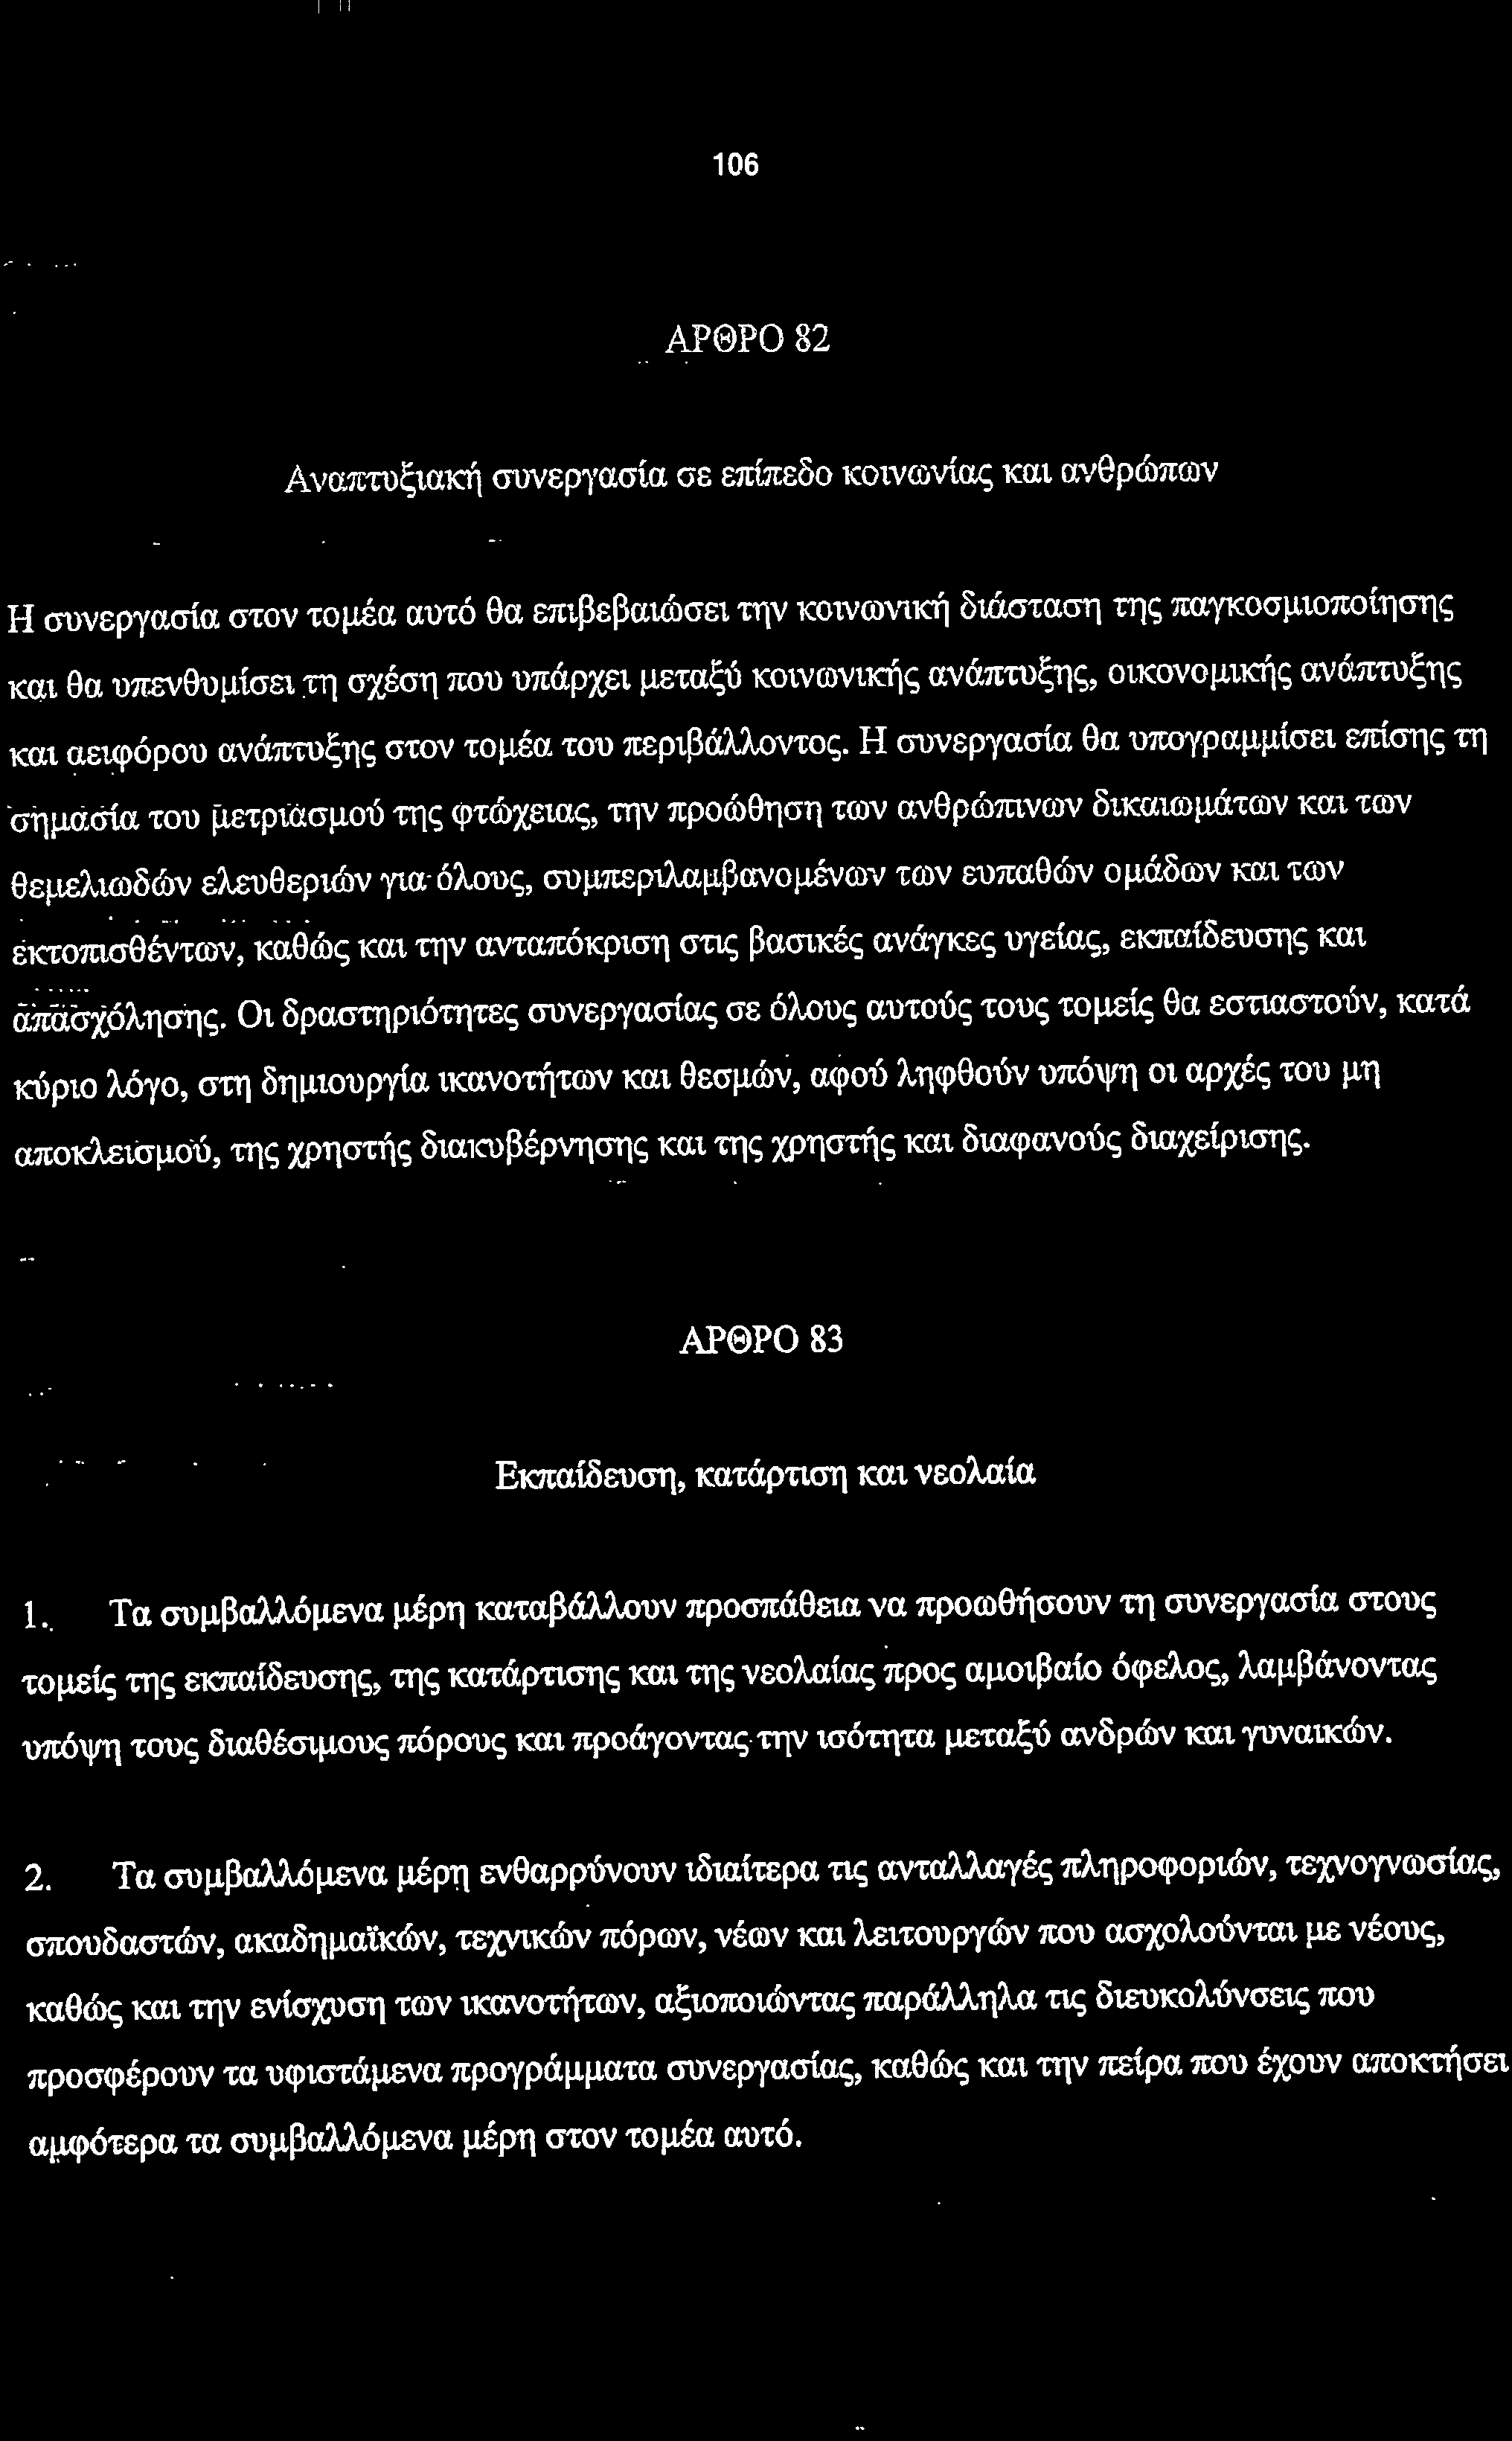 106
ΑΡΘΡΟ 82
Αναπτυξιακή συνεργασία σε επίπεδο κοινωνίας και ανθρώπων
Η συνεργασία στον τομέα αυτό θα επιβεβαιώσει την κοινωνική διάσταση της παγκοσμιοποίησης
και θα υπενθυμίσει τη σχέση που υπάρχει μεταξύ κοινωνικής ανάπτυξης, οικονομικής ανάπτυξης
και αειφόρου ανάπτυξης στον τομέα του περιβάλλοντος. Η συνεργασία θα υπογραμμίσει επίσης τη
σημασία του μετριασμού της φτώχειας, την προώθηση των ανθρώπινων δικαιωμάτων και των
θεμελιωδών ελευθεριών για όλους, συμπεριλαμβανομένων των ευπαθών ομάδων και των
εκτοπισθέντων, καθώς και την ανταπόκριση στις βασικές ανάγκες υγείας, εκπαίδευσης και
απασχόλησης. Οι δραστηριότητες συνεργασίας σε όλους αυτούς τους τομείς θα εστιαστούν, κατά
κύριο λόγο, στη δημιουργία ικανοτήτων και θεσμών, αφού ληφθούν υπόψη οι αρχές του μη
αποκλεισμού, της χρηστής διακυβέρνησης και της χρηστής και διαφανούς διαχείρισης.
ΑΡΘΡΟ 83
Εκπαίδευση, κατάρτιση και νεολαία
1. Τα συμβαλλόμενα μέρη καταβάλλουν προσπάθεια να προωθήσουν τη συνεργασία στους
τομείς της εκπαίδευσης, της κατάρτισης και της νεολαίας προς αμοιβαίο όφελος, λαμβάνοντας
υπόψη τους διαθέσιμους πόρους και προάγοντας την ισότητα μεταξύ ανδρών και γυναικών.
2. Τα συμβαλλόμενα μέρη ενθαρρύνουν ιδιαίτερα τις ανταλλαγές πληροφοριών, τεχνογνωσίας,
σπουδαστών, ακαδημαϊκών, τεχνικών πόρων, νέων και λειτουργών που ασχολούνται με νέους,
καθώς και την ενίσχυση των ικανοτήτων, αξιοποιώντας παράλληλα τις διευκολύνσεις που
προσφέρουν τα υφιστάμενα προγράμματα συνεργασίας, καθώς και την πείρα που έχουν αποκτήσει
αμφότερα τα συμβαλλόμενα μέρη στον τομέα αυτό.